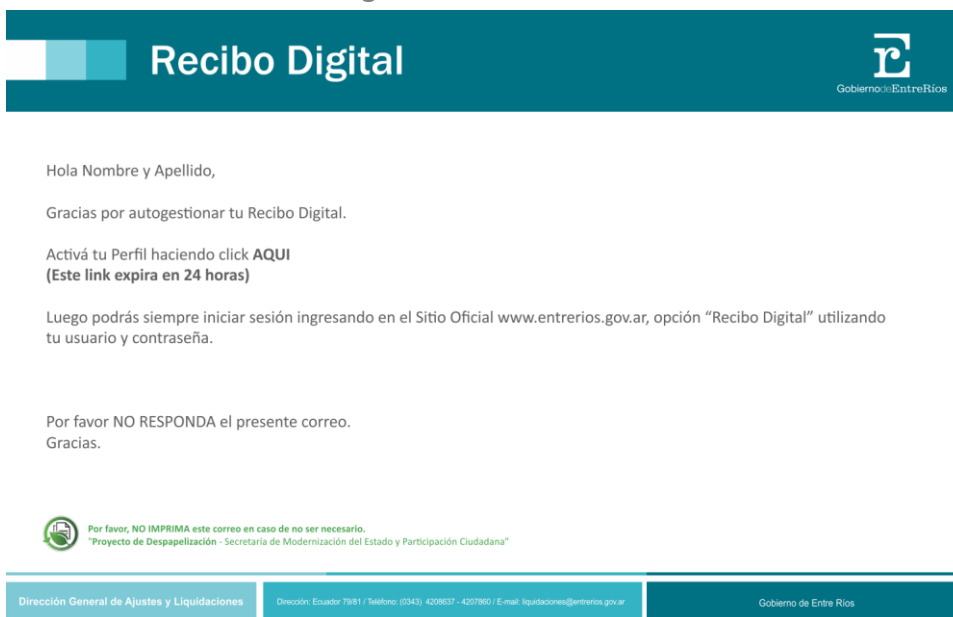 Recibo Digital
GobiernodeEntreRíos
Hola Nombre y Apellido,
Gracias por autogestionar tu Recibo Digital.
Activá tu Perfil haciendo click AQUI
(Este link expira en 24 horas)
Luego podrás siempre iniciar sesión ingresando en el Sitio Oficial www.entrerios.gov.ar, opción “Recibo Digital” utilizando
tu usuario y contraseña.
Por favor NO RESPONDA el presente correo.
Gracias.
Por favor, NO IMPRIMA este correo en caso de no ser necesario.
"Proyecto de Despapelización - Secretaría de Modernización del Estado y Participación Ciudadana"
Dirección General de Ajustes y Liquidaciones
Dirección: Ecuador 79/81 / Teléfono: (0343) 4208637 - 4207860 / E-mail: liquidaciones@entrerios.gov.ar
Gobierno de Entre Ríos